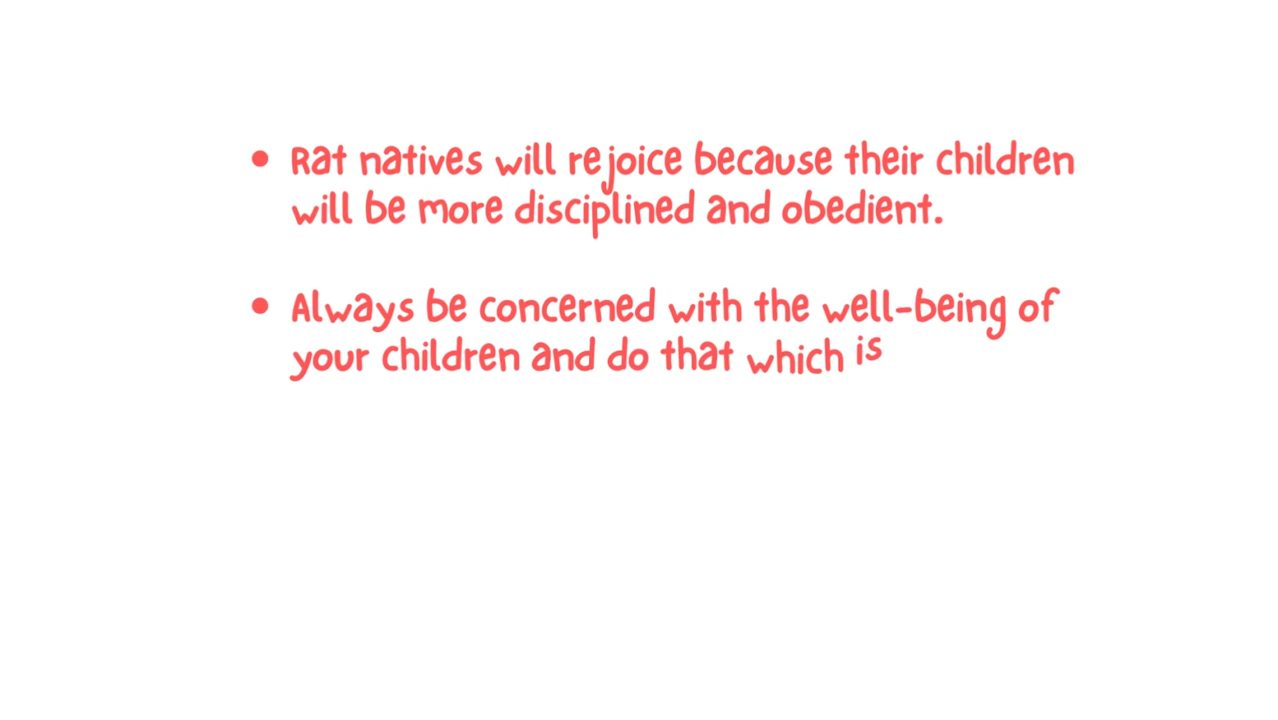 • Rat natives will rejoice because their children
will be more disciplined and obedient.
• Always be concerned with the well-being of
your children and do that which is